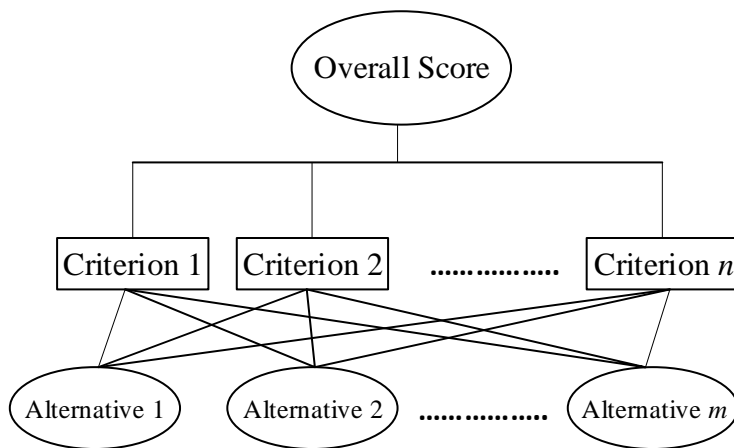 Overall Score
Criterion 1 Criterion 2 ................ Criterion n
Alternative 1 Alternative 2 ................ Alternative m